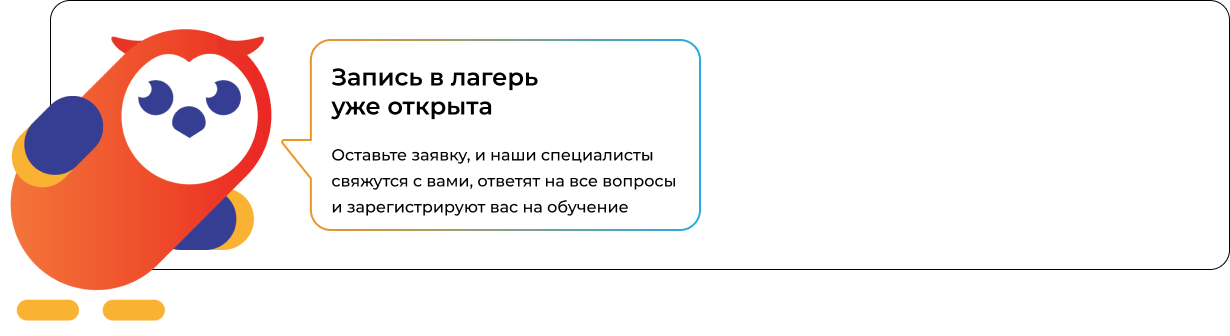 Запись в лагерь
уже открыта
Оставьте заявку, и наши специалисты
свяжутся с вами, ответят на все вопросы
и зарегистрируют вас на обучение